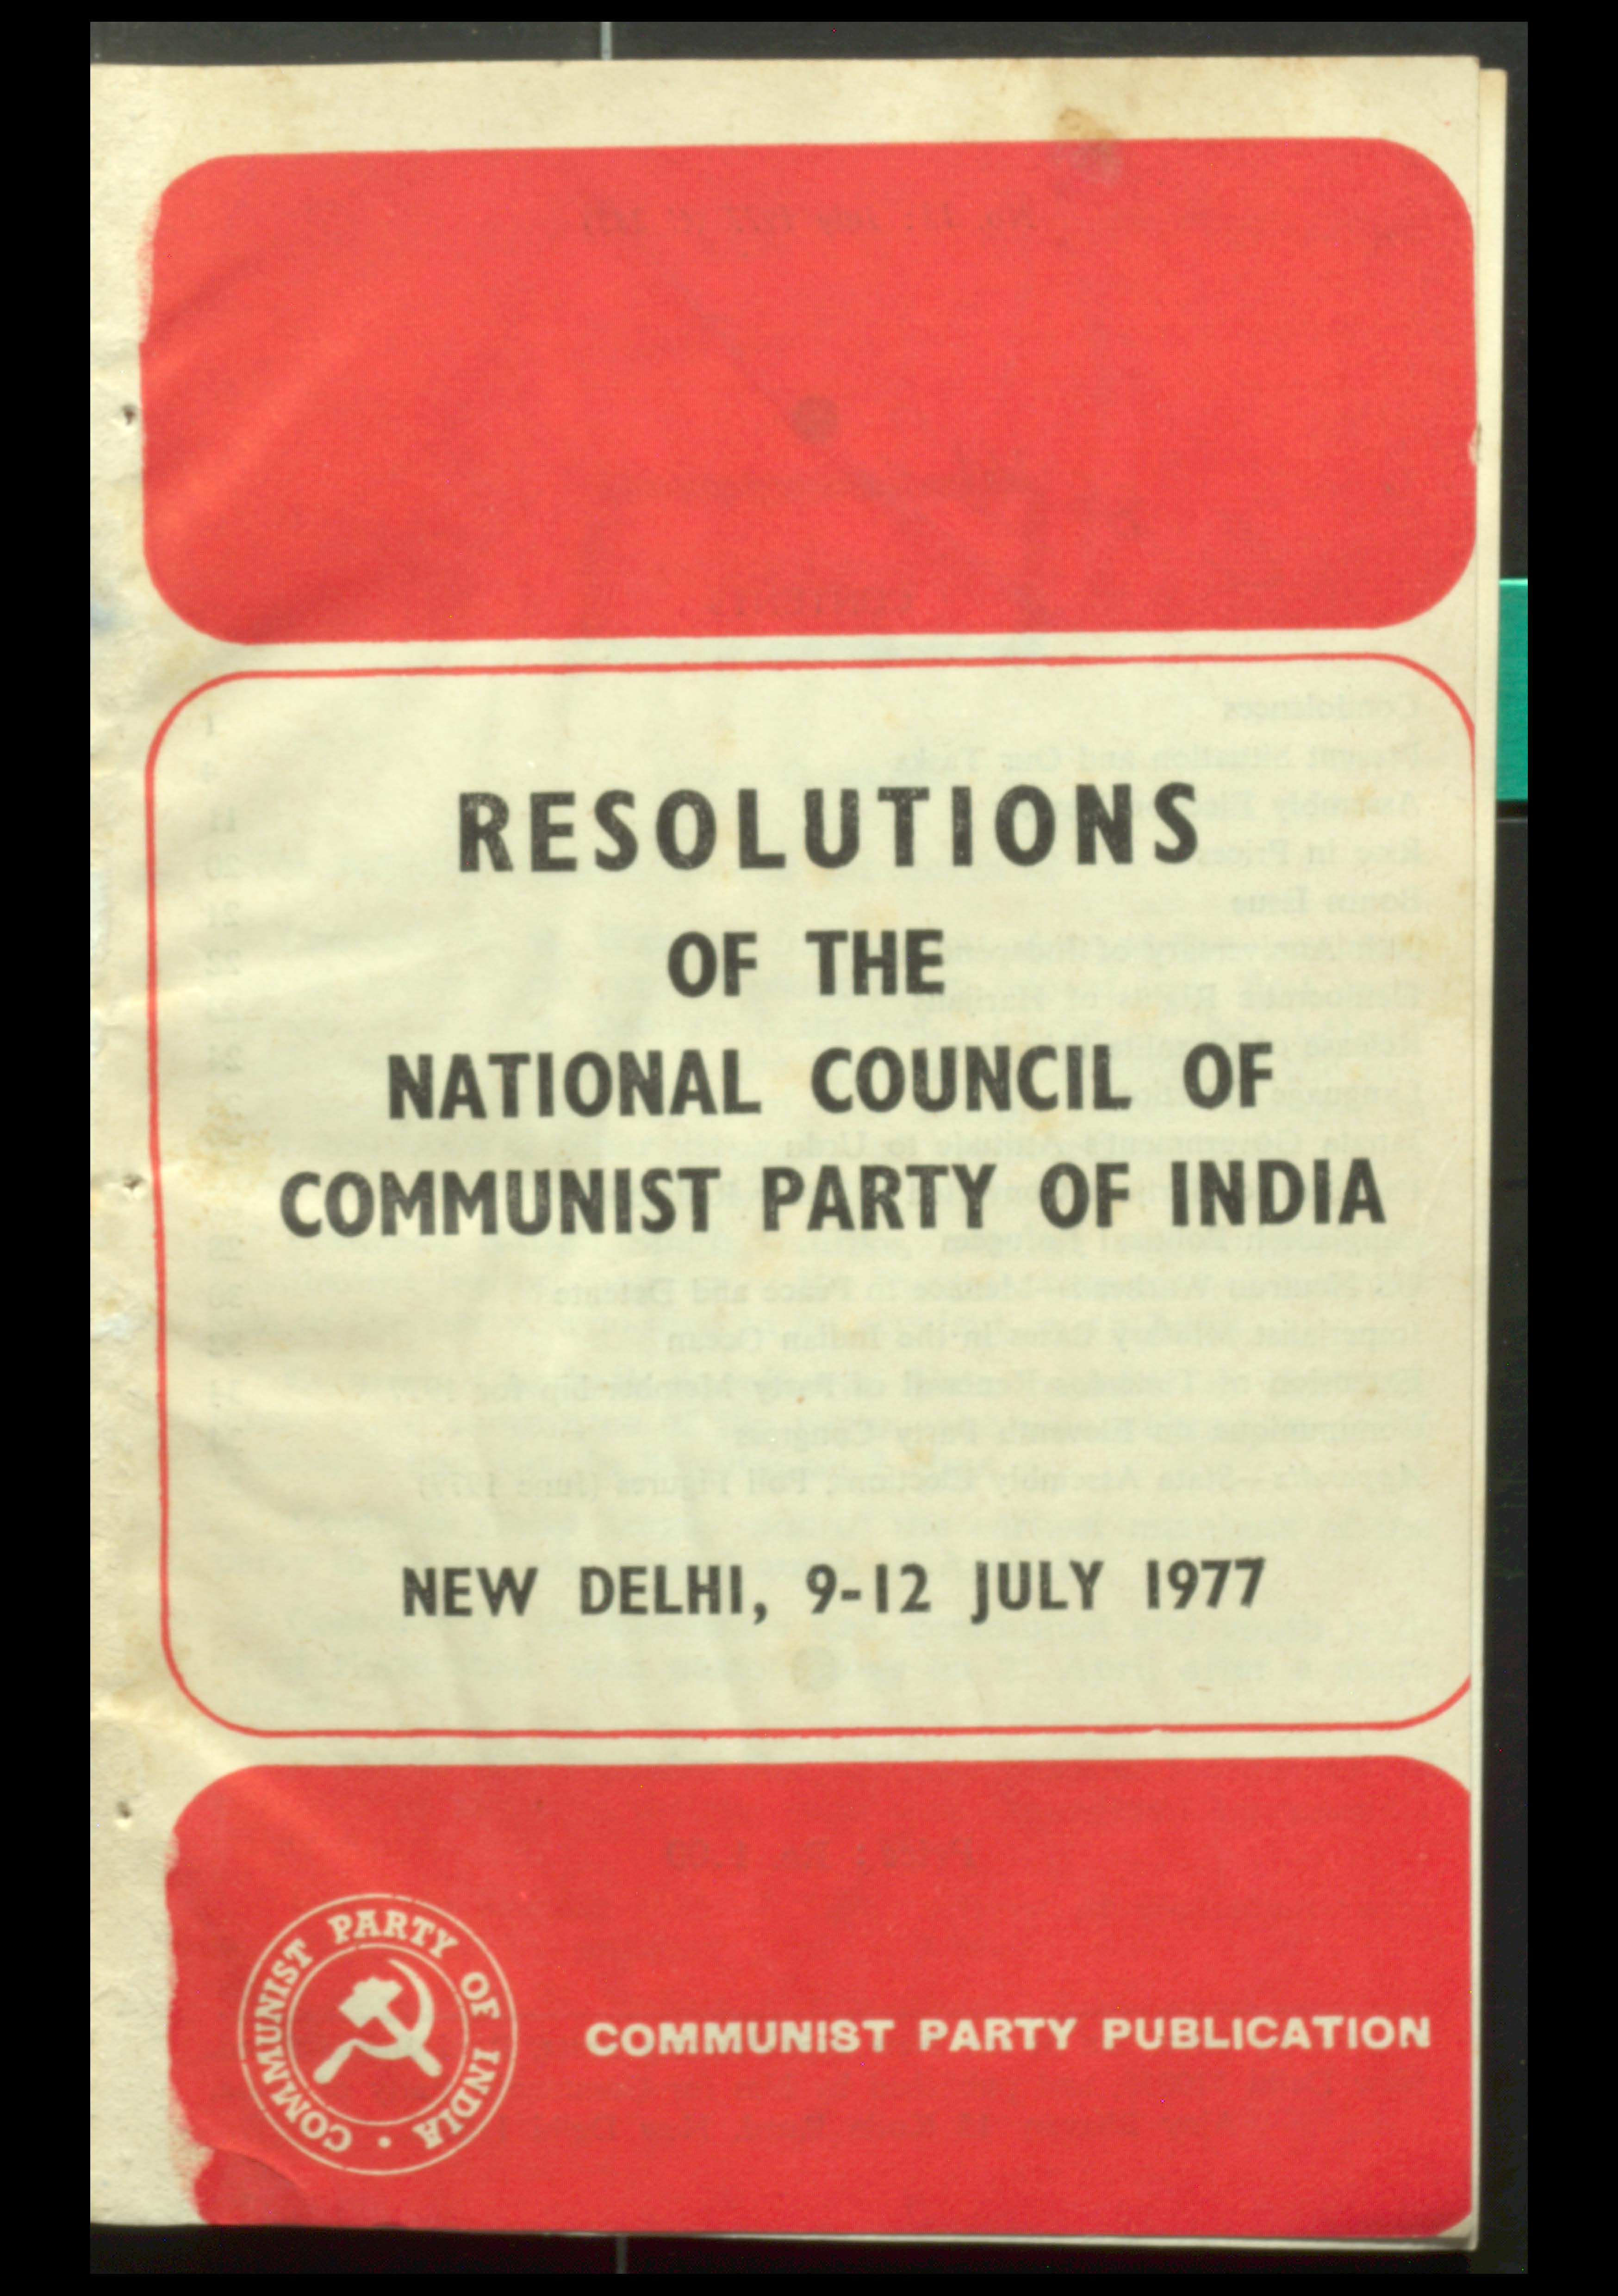 RESOLUTIONS
OF THE
NATIONAL COUNCIL OF
COMMUNIST PARTY OF INDIA
NEW DELHI, 9-12 JULY 1977
COMMUNIST PARTY OF INDIA •
COMMUNIST PARTY PUBLICATION